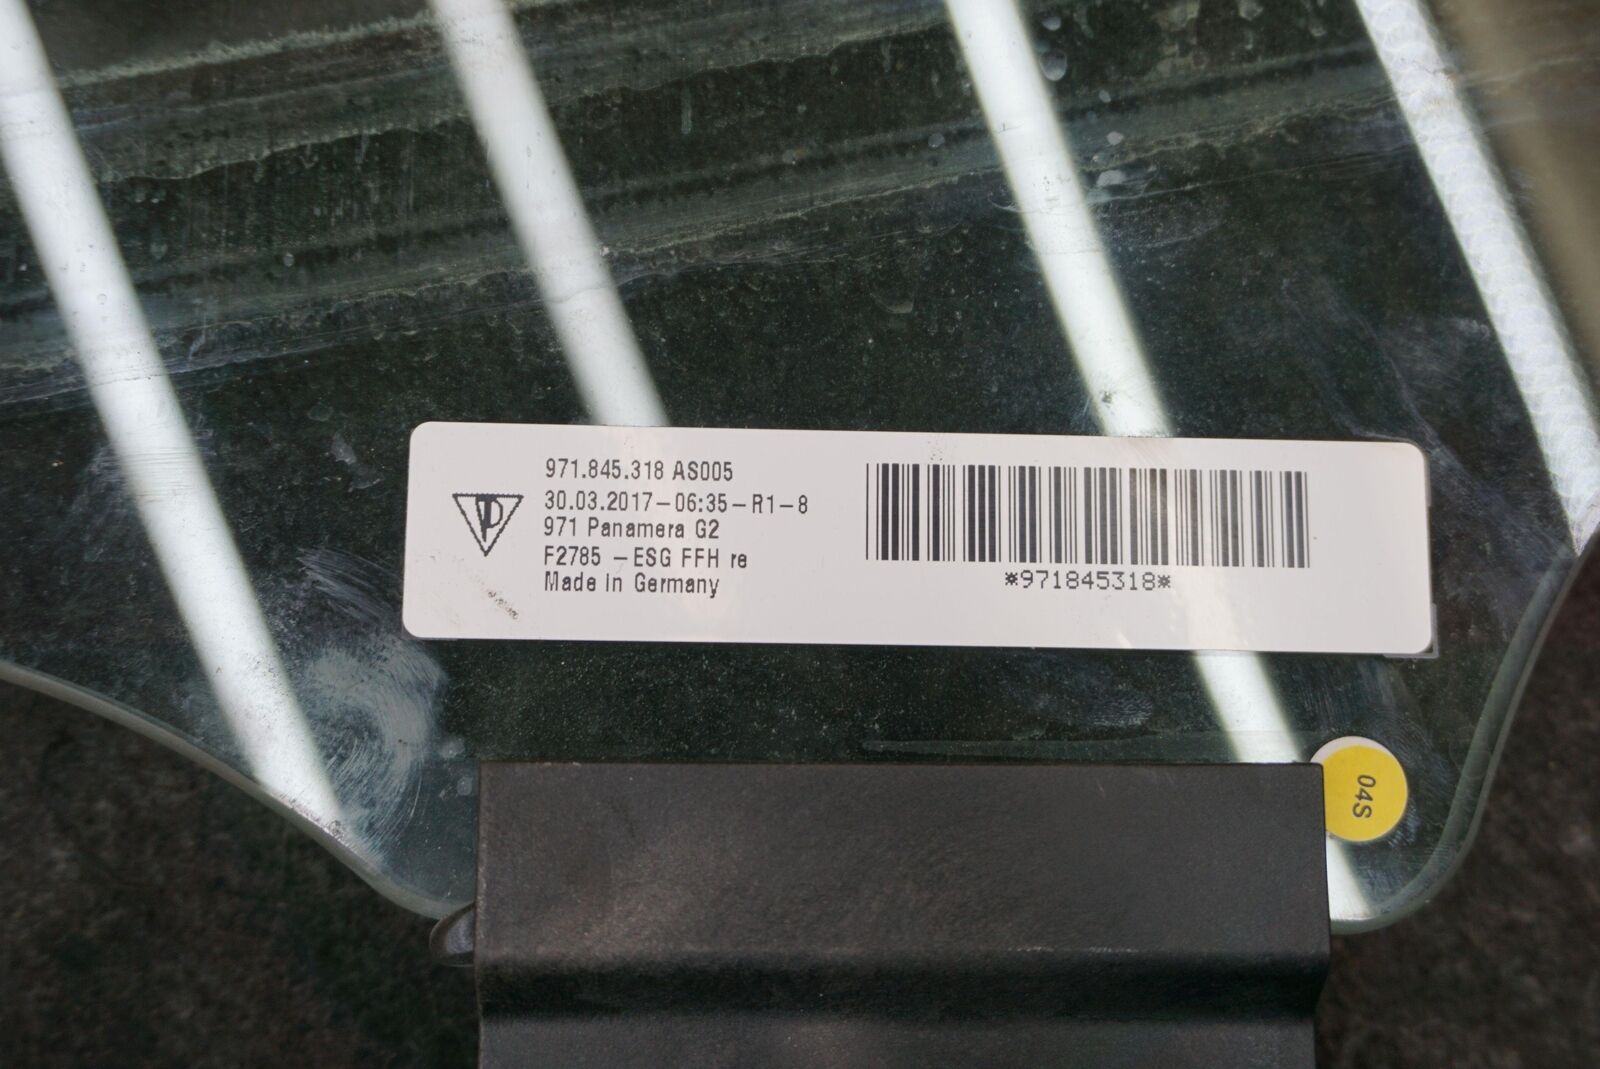 971.845.318 AS005
30.03.2017-06:35-R1-8
971 Panamera G2
F2785 -ESG FFH re
Made in Germany
*971845318*
04S